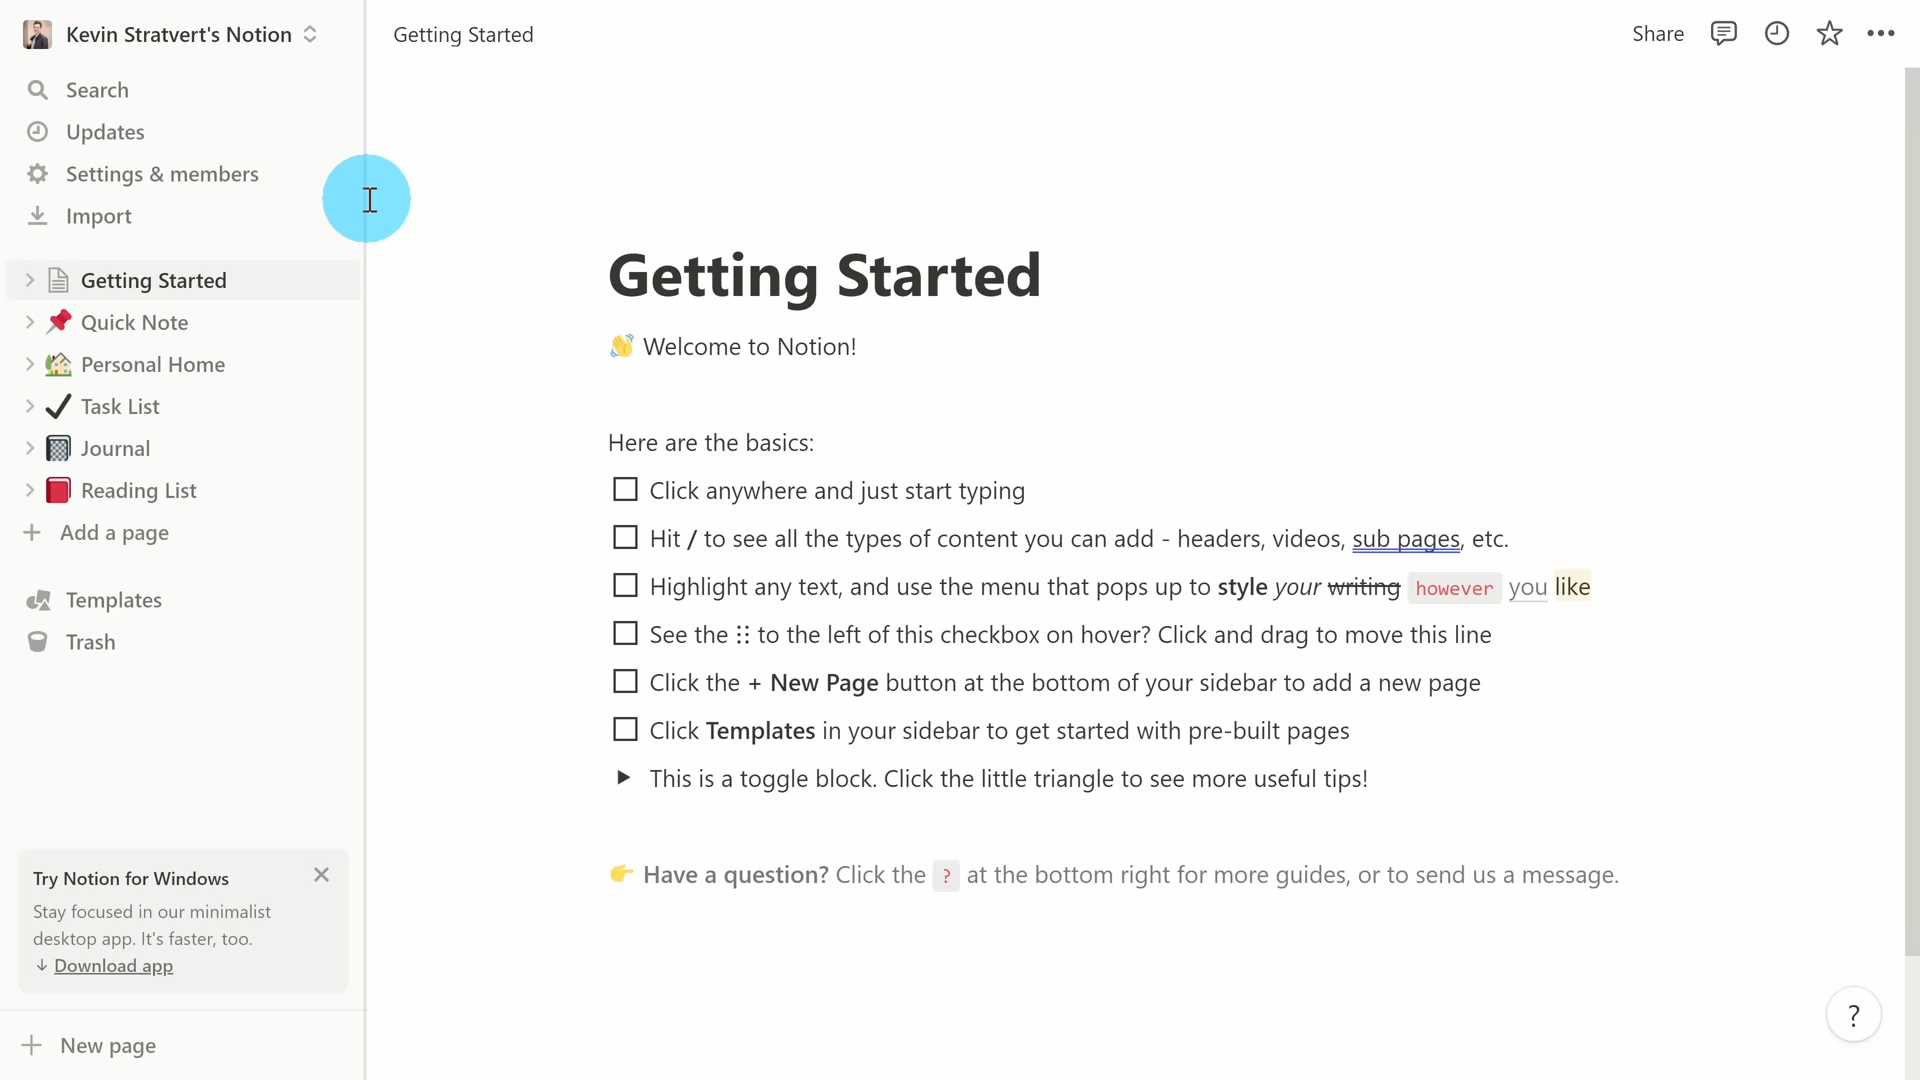 Kevin Stratvert's Notion
Search
Updates
Settings & members
Import
Getting Started
Quick Note
Personal Home
Task List
Journal
Reading List
Add a page
Templates
Trash
Try Notion for Windows
Stay focused in our minimalist
desktop app. It's faster, too.
↓ Download app
+ New page
Getting Started
Share
Getting Started
👋 Welcome to Notion!
Here are the basics:
Click anywhere and just start typing
Hit / to see all the types of content you can add - headers, videos, sub pages, etc.
Highlight any text, and use the menu that pops up to style your writing however you like
See the ⠿ to the left of this checkbox on hover? Click and drag to move this line
Click the + New Page button at the bottom of your sidebar to add a new page
Click Templates in your sidebar to get started with pre-built pages
This is a toggle block. Click the little triangle to see more useful tips!
👉 Have a question? Click the ? at the bottom right for more guides, or to send us a message.
?